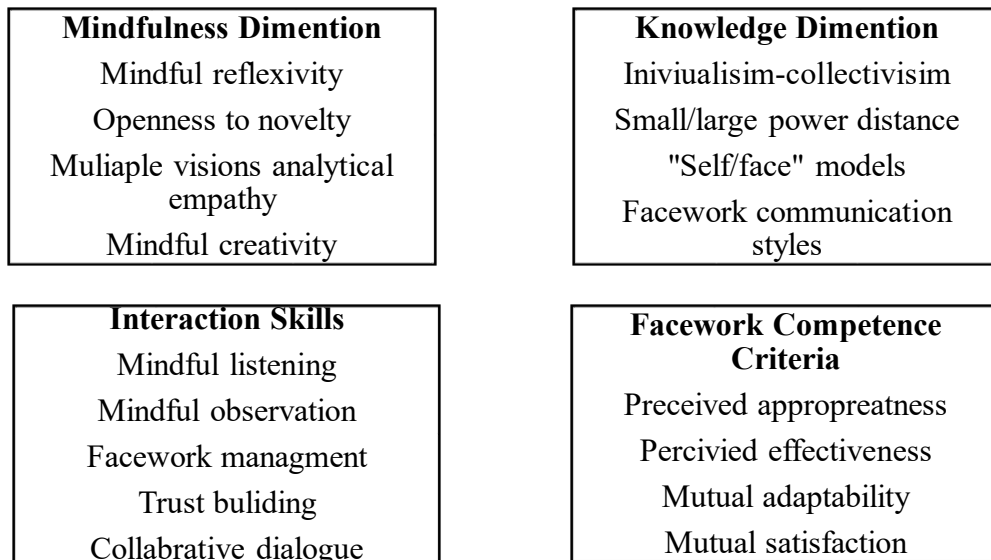 Mindfulness Dimention
Mindful reflexivity
Openness to novelty
Muliaple visions analytical
empathy
Mindful creativity
Knowledge Dimention
Iniviualisim-collectivisim
Small/large power distance
"Self/face" models
Facework communication
styles
Interaction Skills
Mindful listening
Mindful observation
Facework managment
Trust buliding
Collabrative dialogue
Facework Competence
Criteria
Preceived appropreatness
Percivied effectiveness
Mutual adaptability
Mutual satisfaction